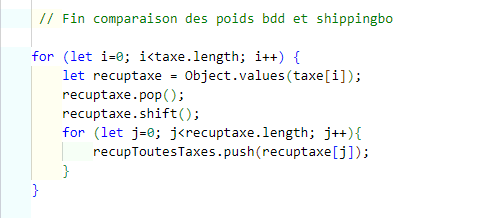 // Fin comparaison des poids bdd et shippingbo
for (let i=0; i<taxe.length; i++) {
let recuptaxe = Object.values(taxe[i]);
recuptaxe.pop();
recuptaxe.shift();
for (let j=0; j<recuptaxe.length; j++){
recupToutesTaxes.push(recuptaxe[j]);
}
}